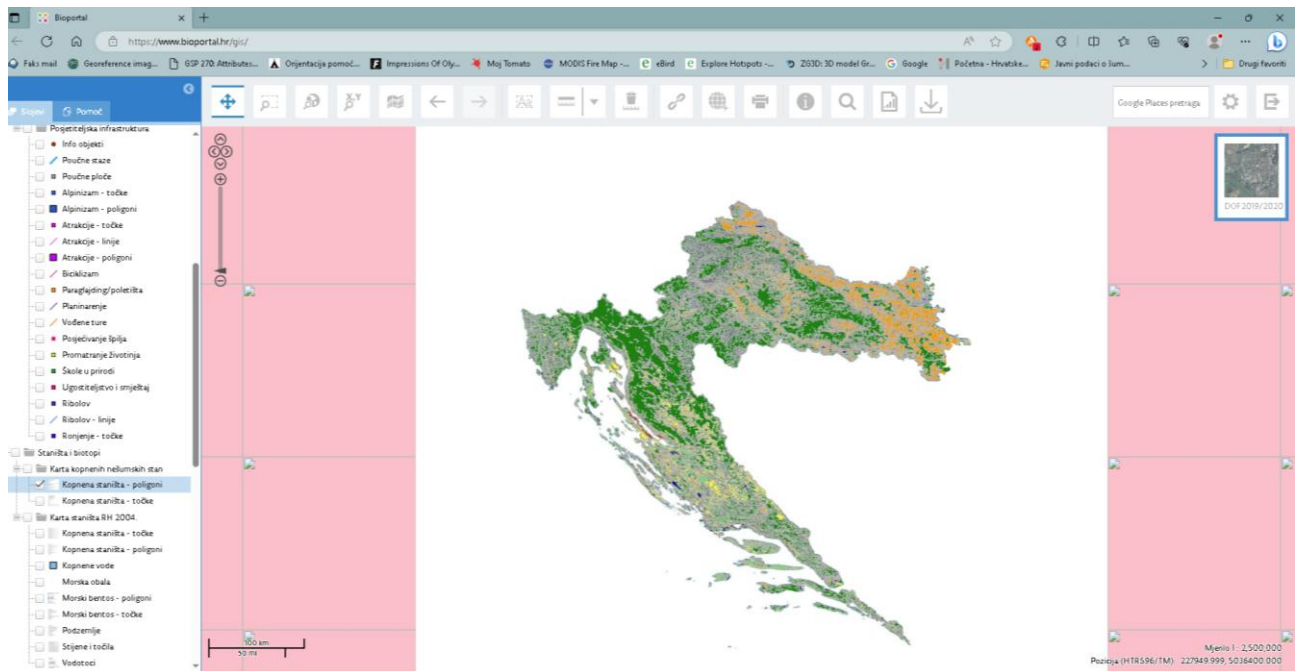 Bioportal
https://www.bioportal.hr/gis/
Faks mail
Georeference imag...
GSP 270: Attributes...
Orijentacija pomoć...
Impressions Of Oly...
Moj Tomato
MODIS Fire Map -...
eBird
Explore Hotspots -...
ZG3D: 3D model Gr...
Google
Početna - Hrvatske...
Javni podaci o šum...
Drugi favoriti
Slojevi
Pomoć
Google Places pretraga
Posjetiteljska infrastruktura
Info objekti
Poučne staze
Poučne ploče
Alpinizam - točke
Alpinizam - poligoni
Atrakcije - točke
Atrakcije - linije
Atrakcije - poligoni
Biciklizam
Paraglajding/poletišta
Planinarenje
Vođene ture
Posjećivanje špilja
Promatranje životinja
Škole u prirodi
Ugostiteljstvo i smještaj
Ribolov
Ribolov - linije
Ronjenje - točke
Staništa i biotopi
Karta kopnenih nešumskih stan
Kopnena staništa - poligoni
Kopnena staništa - točke
Karta staništa RH 2004.
Kopnena staništa - točke
Kopnena staništa - poligoni
Kopnene vode
Morska obala
Morski bentos - poligoni
Morski bentos - točke
Podzemlje
Stijene i točila
Vodotoci
DOF 2019/2020
100 km
50 mi
Mjerilo 1 : 2,500,000
Pozicija (HTRS96/TM) 227949.999, 5036400.000